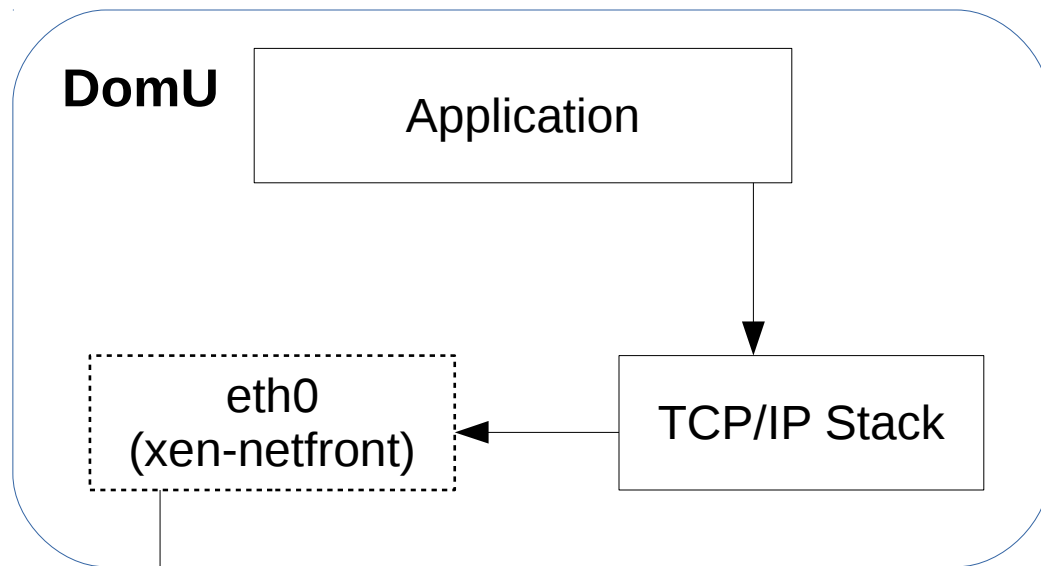 DomU
Application
eth0
(xen-netfront)
TCP/IP Stack